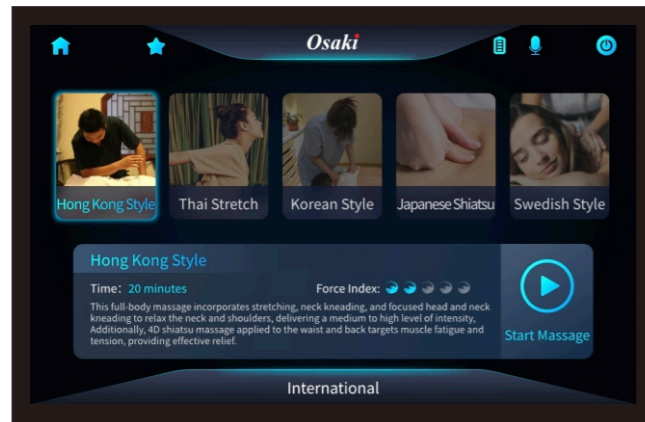 Osaki
Hong Kong Style
Thai Stretch
Korean Style
Japanese Shiatsu
Swedish Style
Hong Kong Style
Time: 20 minutes
Force Index:
This full-body massage incorporates stretching, neck kneading, and focused head and neck
kneading to relax the neck and shoulders, delivering a medium to high level of intensity,
Additionally, 4D shiatsu massage applied to the waist and back targets muscle fatigue and
tension, providing effective relief.
Start Massage
International